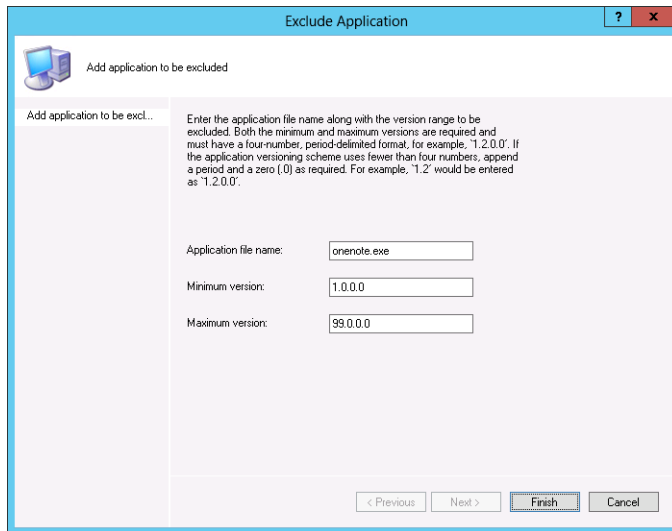 Exclude Application
?
x
Add application to be excluded
Add application to be excl...
Enter the application file name along with the version range to be
excluded. Both the minimum and maximum versions are required and
must have a four-number, period-delimited format, for example, '1.2.0.0'. If
the application versioning scheme uses fewer than four numbers, append
a period and a zero (.0) as required. For example, '1.2' would be entered
as '1.2.0.0'.
Application file name:
onenote.exe
Minimum version:
1.0.0.0
Maximum version:
99.0.0.0
< Previous
Next >
Finish
Cancel